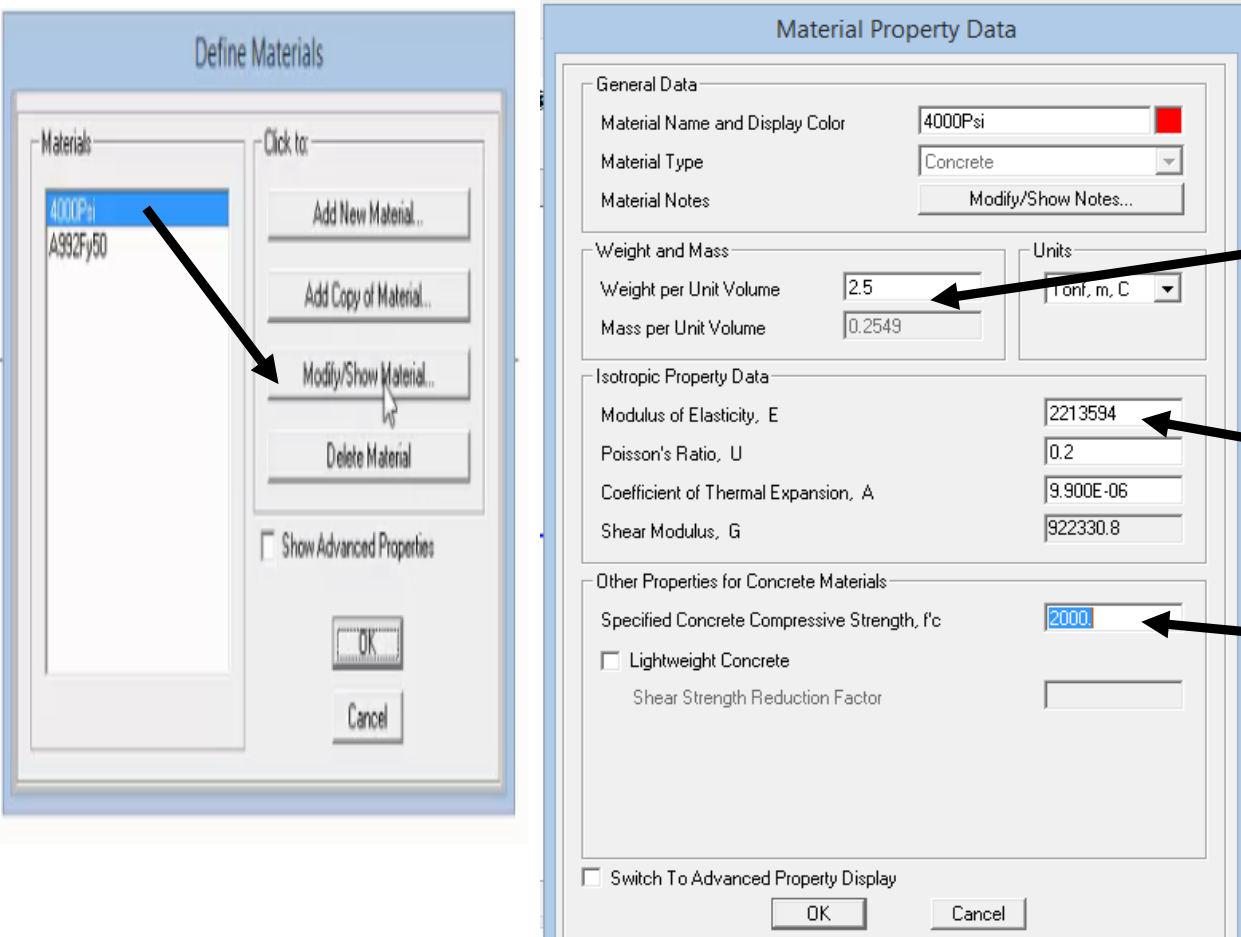 Define Materials
Materials
4000Psi
A992Fy50
Click to:
Add New Material...
Add Copy of Material...
Modify/Show Material...
Delete Material
Show Advanced Properties
OK
Cancel
Material Property Data
General Data
Material Name and Display Color 4000Psi
Material Type Concrete
Material Notes Modify/Show Notes...
Weight and Mass
Weight per Unit Volume 2.5
Mass per Unit Volume 0.2549
Units
Tonf, m, C
Isotropic Property Data
Modulus of Elasticity, E 2213594
Poisson's Ratio, U 0.2
Coefficient of Thermal Expansion, A 9.900E-06
Shear Modulus, G 922330.8
Other Properties for Concrete Materials
Specified Concrete Compressive Strength, f'c 2000.
Lightweight Concrete
Shear Strength Reduction Factor
Switch To Advanced Property Display
OK Cancel